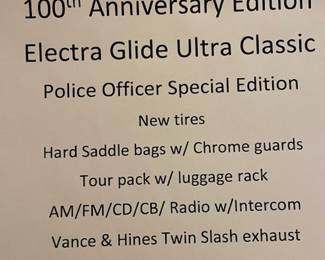 100th Anniversary Edition
Electra Glide Ultra Classic
Police Officer Special Edition
New tires
Hard Saddle bags w/ Chrome guards
Tour pack w/ luggage rack
AM/FM/CD/CB/ Radio w/Intercom
Vance & Hines Twin Slash exhaust